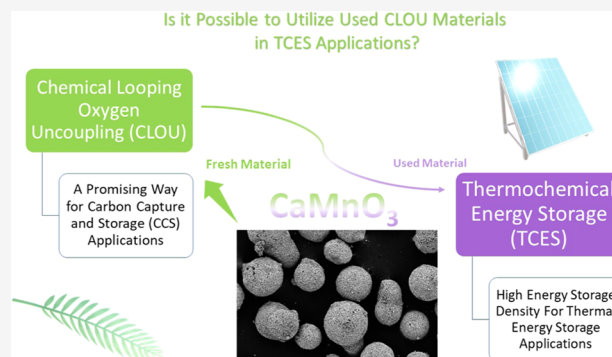 Is it Possible to Utilize Used CLOU Materials
in TCES Applications?
Chemical Looping
Oxygen
Uncoupling (CLOU)
Fresh Material
Used Material
A Promising Way
for Carbon Capture
and Storage (CCS)
Applications
CaMnO3
Thermochemical
Energy Storage
(TCES)
High Energy Storage
Density For Therma
Energy Storage
Applications